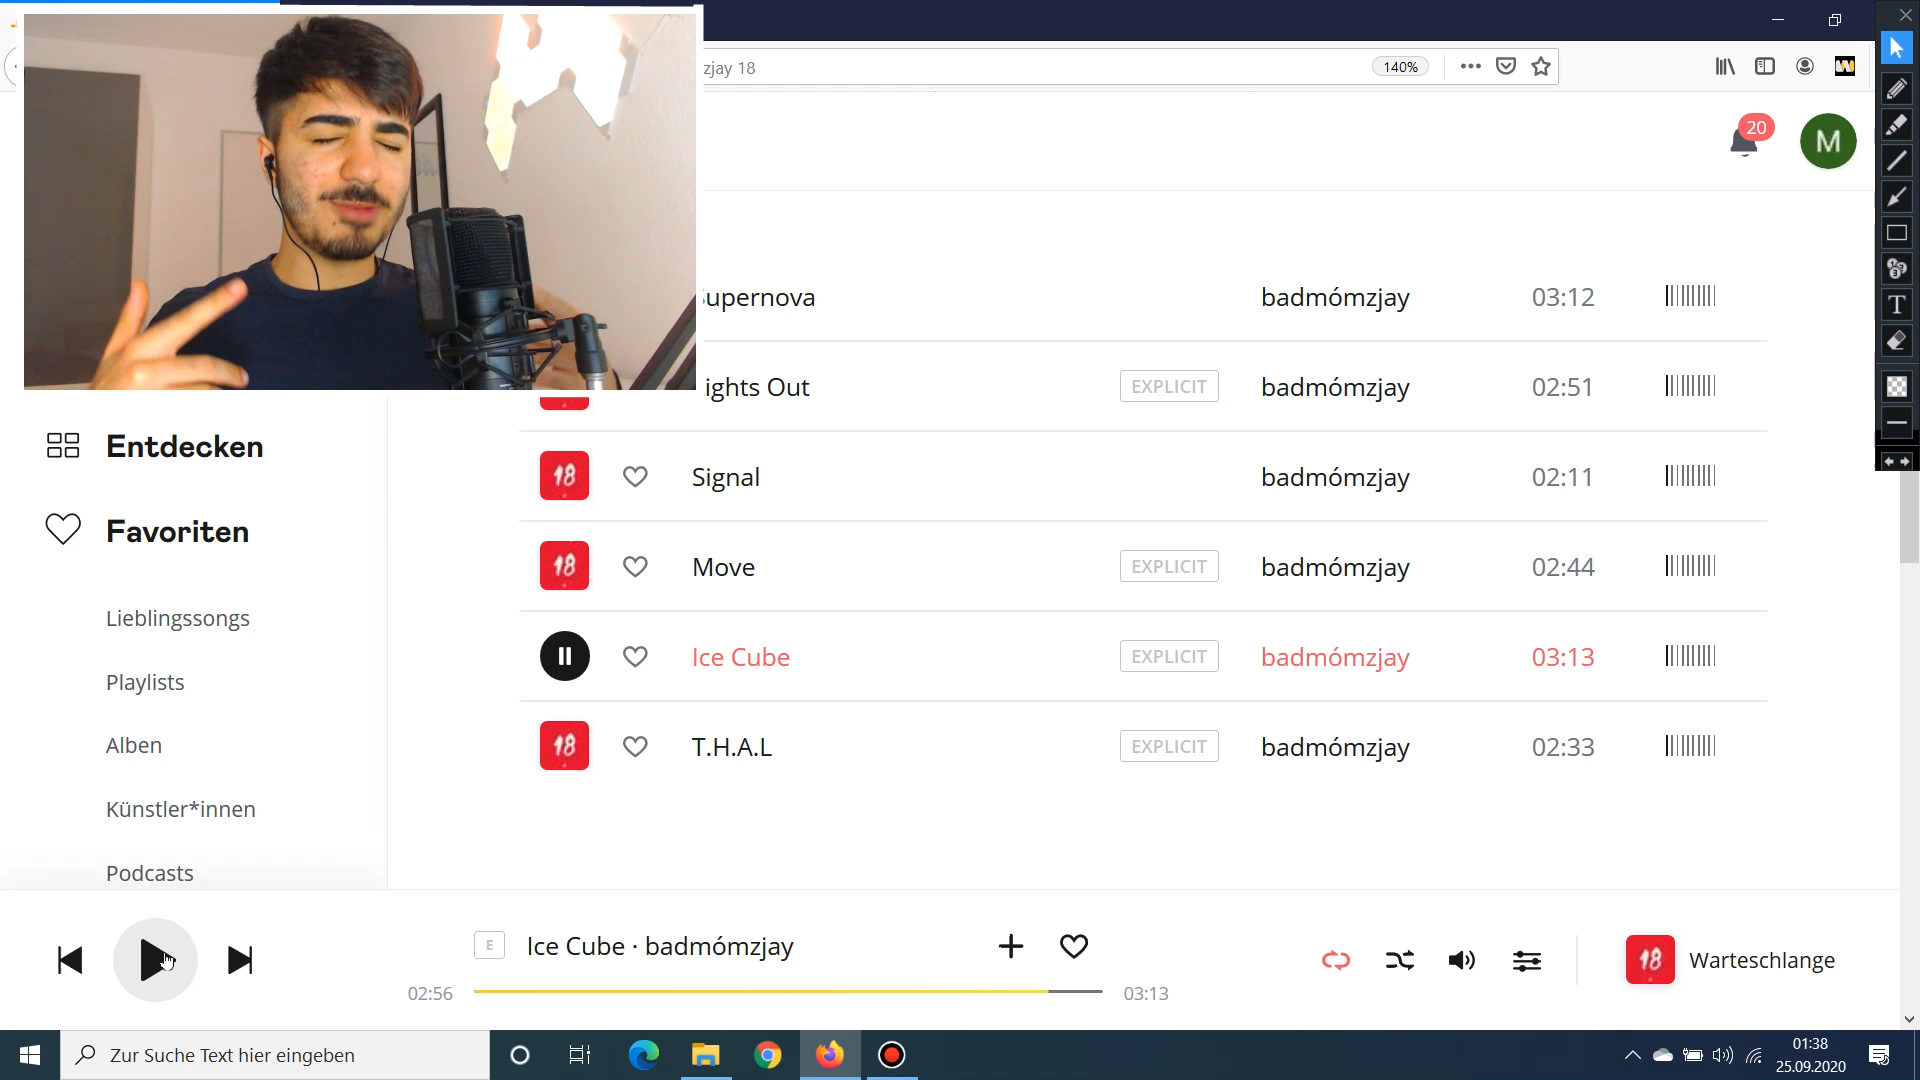 zjay 18
140%
20
M
upernova badmómzjay 03:12
ights Out EXPLICIT badmómzjay 02:51
18 Signal badmómzjay 02:11
18 Move EXPLICIT badmómzjay 02:44
Ice Cube EXPLICIT badmómzjay 03:13
18 T.H.A.L EXPLICIT badmómzjay 02:33
Entdecken
Favoriten
Lieblingssongs
Playlists
Alben
Künstler*innen
Podcasts
E Ice Cube · badmómzjay
02:56 03:13
18 Warteschlange
Zur Suche Text hier eingeben
01:38
25.09.2020
T